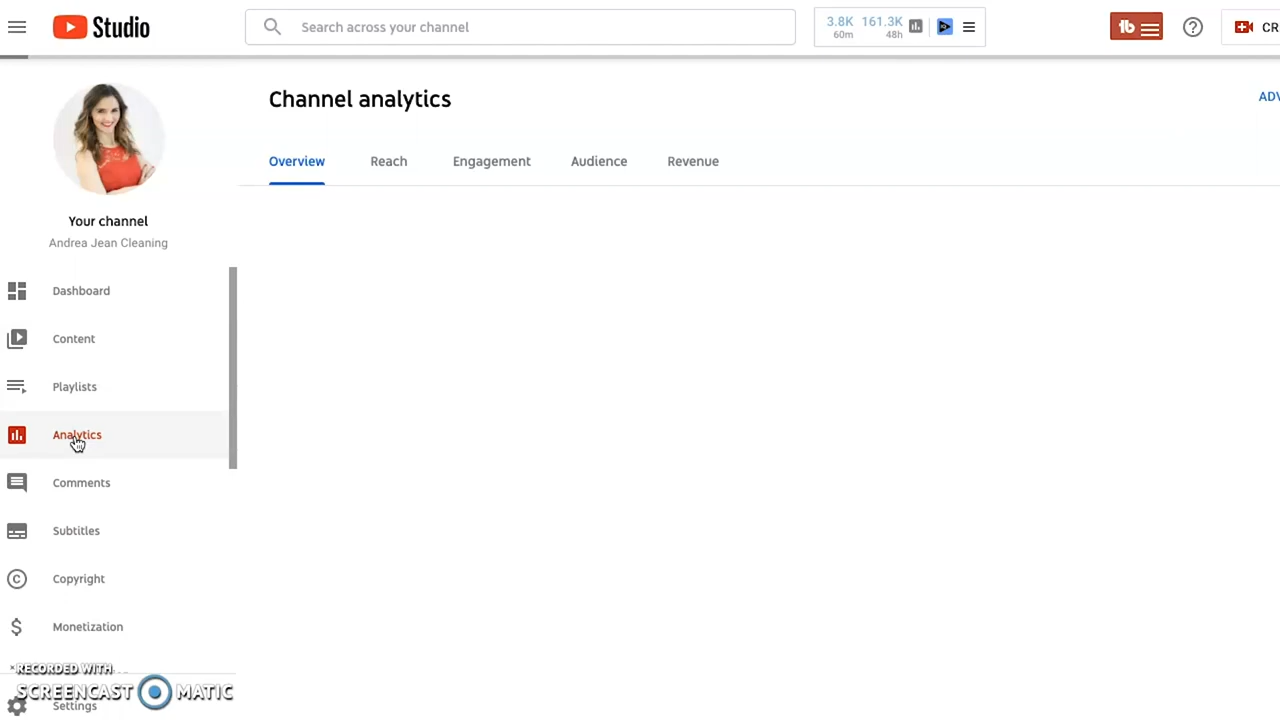 Studio
Search across your channel
3.8K 161.3K
60m 48h
tb
CR
Channel analytics
ADV
Overview Reach Engagement Audience Revenue
Your channel
Andrea Jean Cleaning
Dashboard
Content
Playlists
Analytics
Comments
Subtitles
Copyright
Monetization
RECORDED WITH
SCREENCAST MATIC
Settings